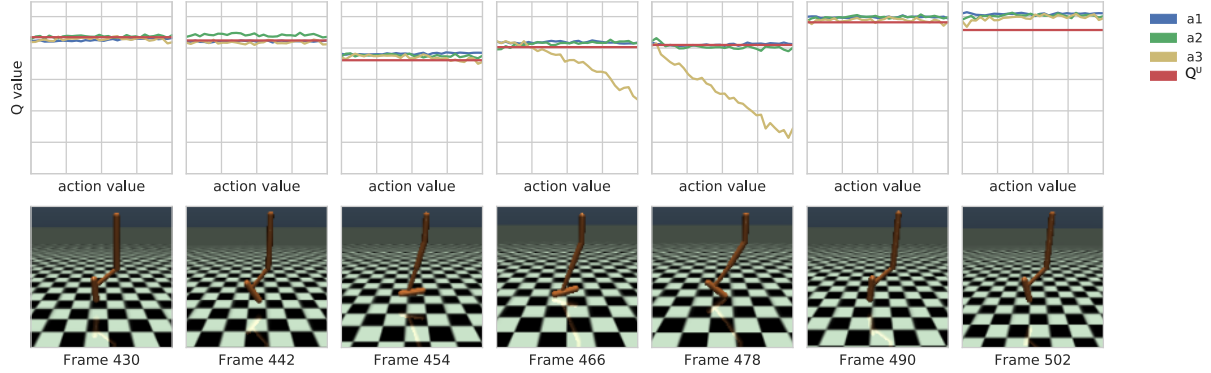 Q value
action value action value action value action value action value action value action value
a1
a2
a3
Qᵁ
Frame 430 Frame 442 Frame 454 Frame 466 Frame 478 Frame 490 Frame 502